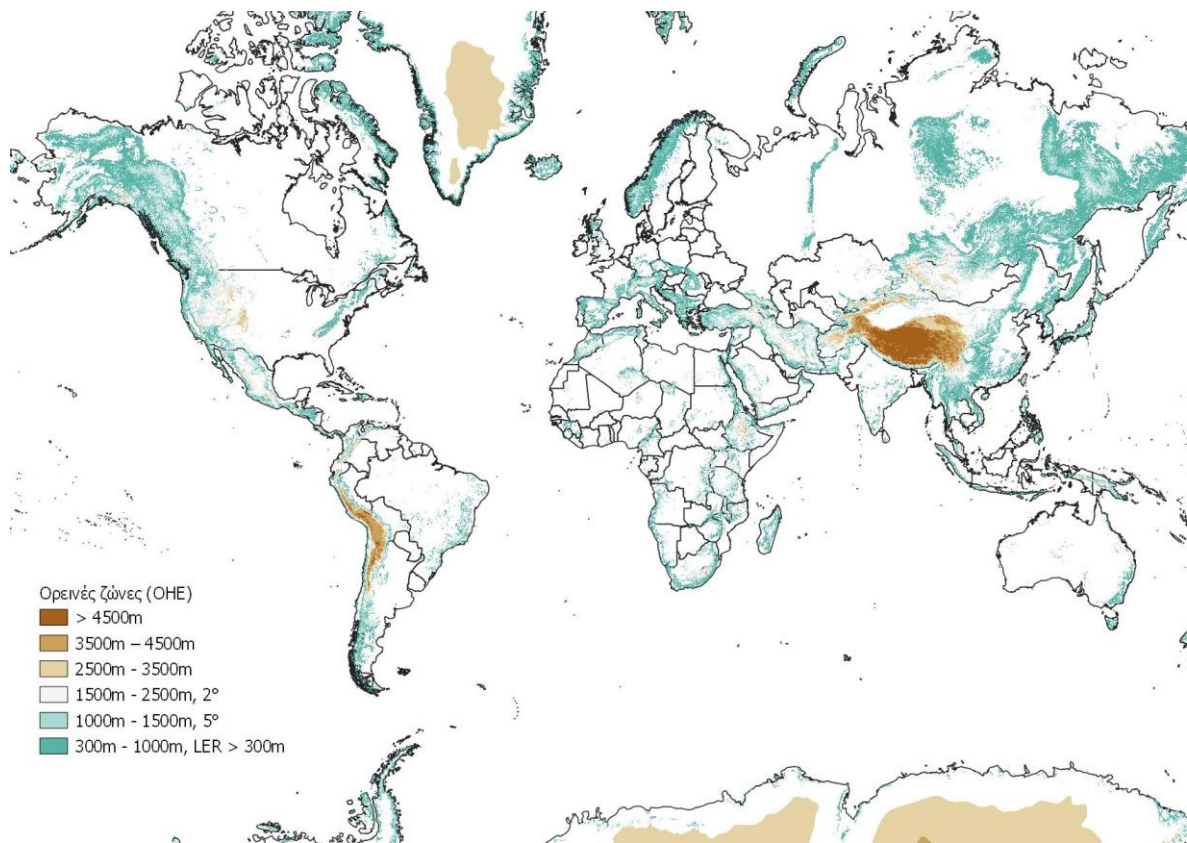 Ορεινές ζώνες (ΟΗΕ)
> 4500m
3500m – 4500m
2500m - 3500m
1500m - 2500m, 2°
1000m - 1500m, 5°
300m - 1000m, LER > 300m